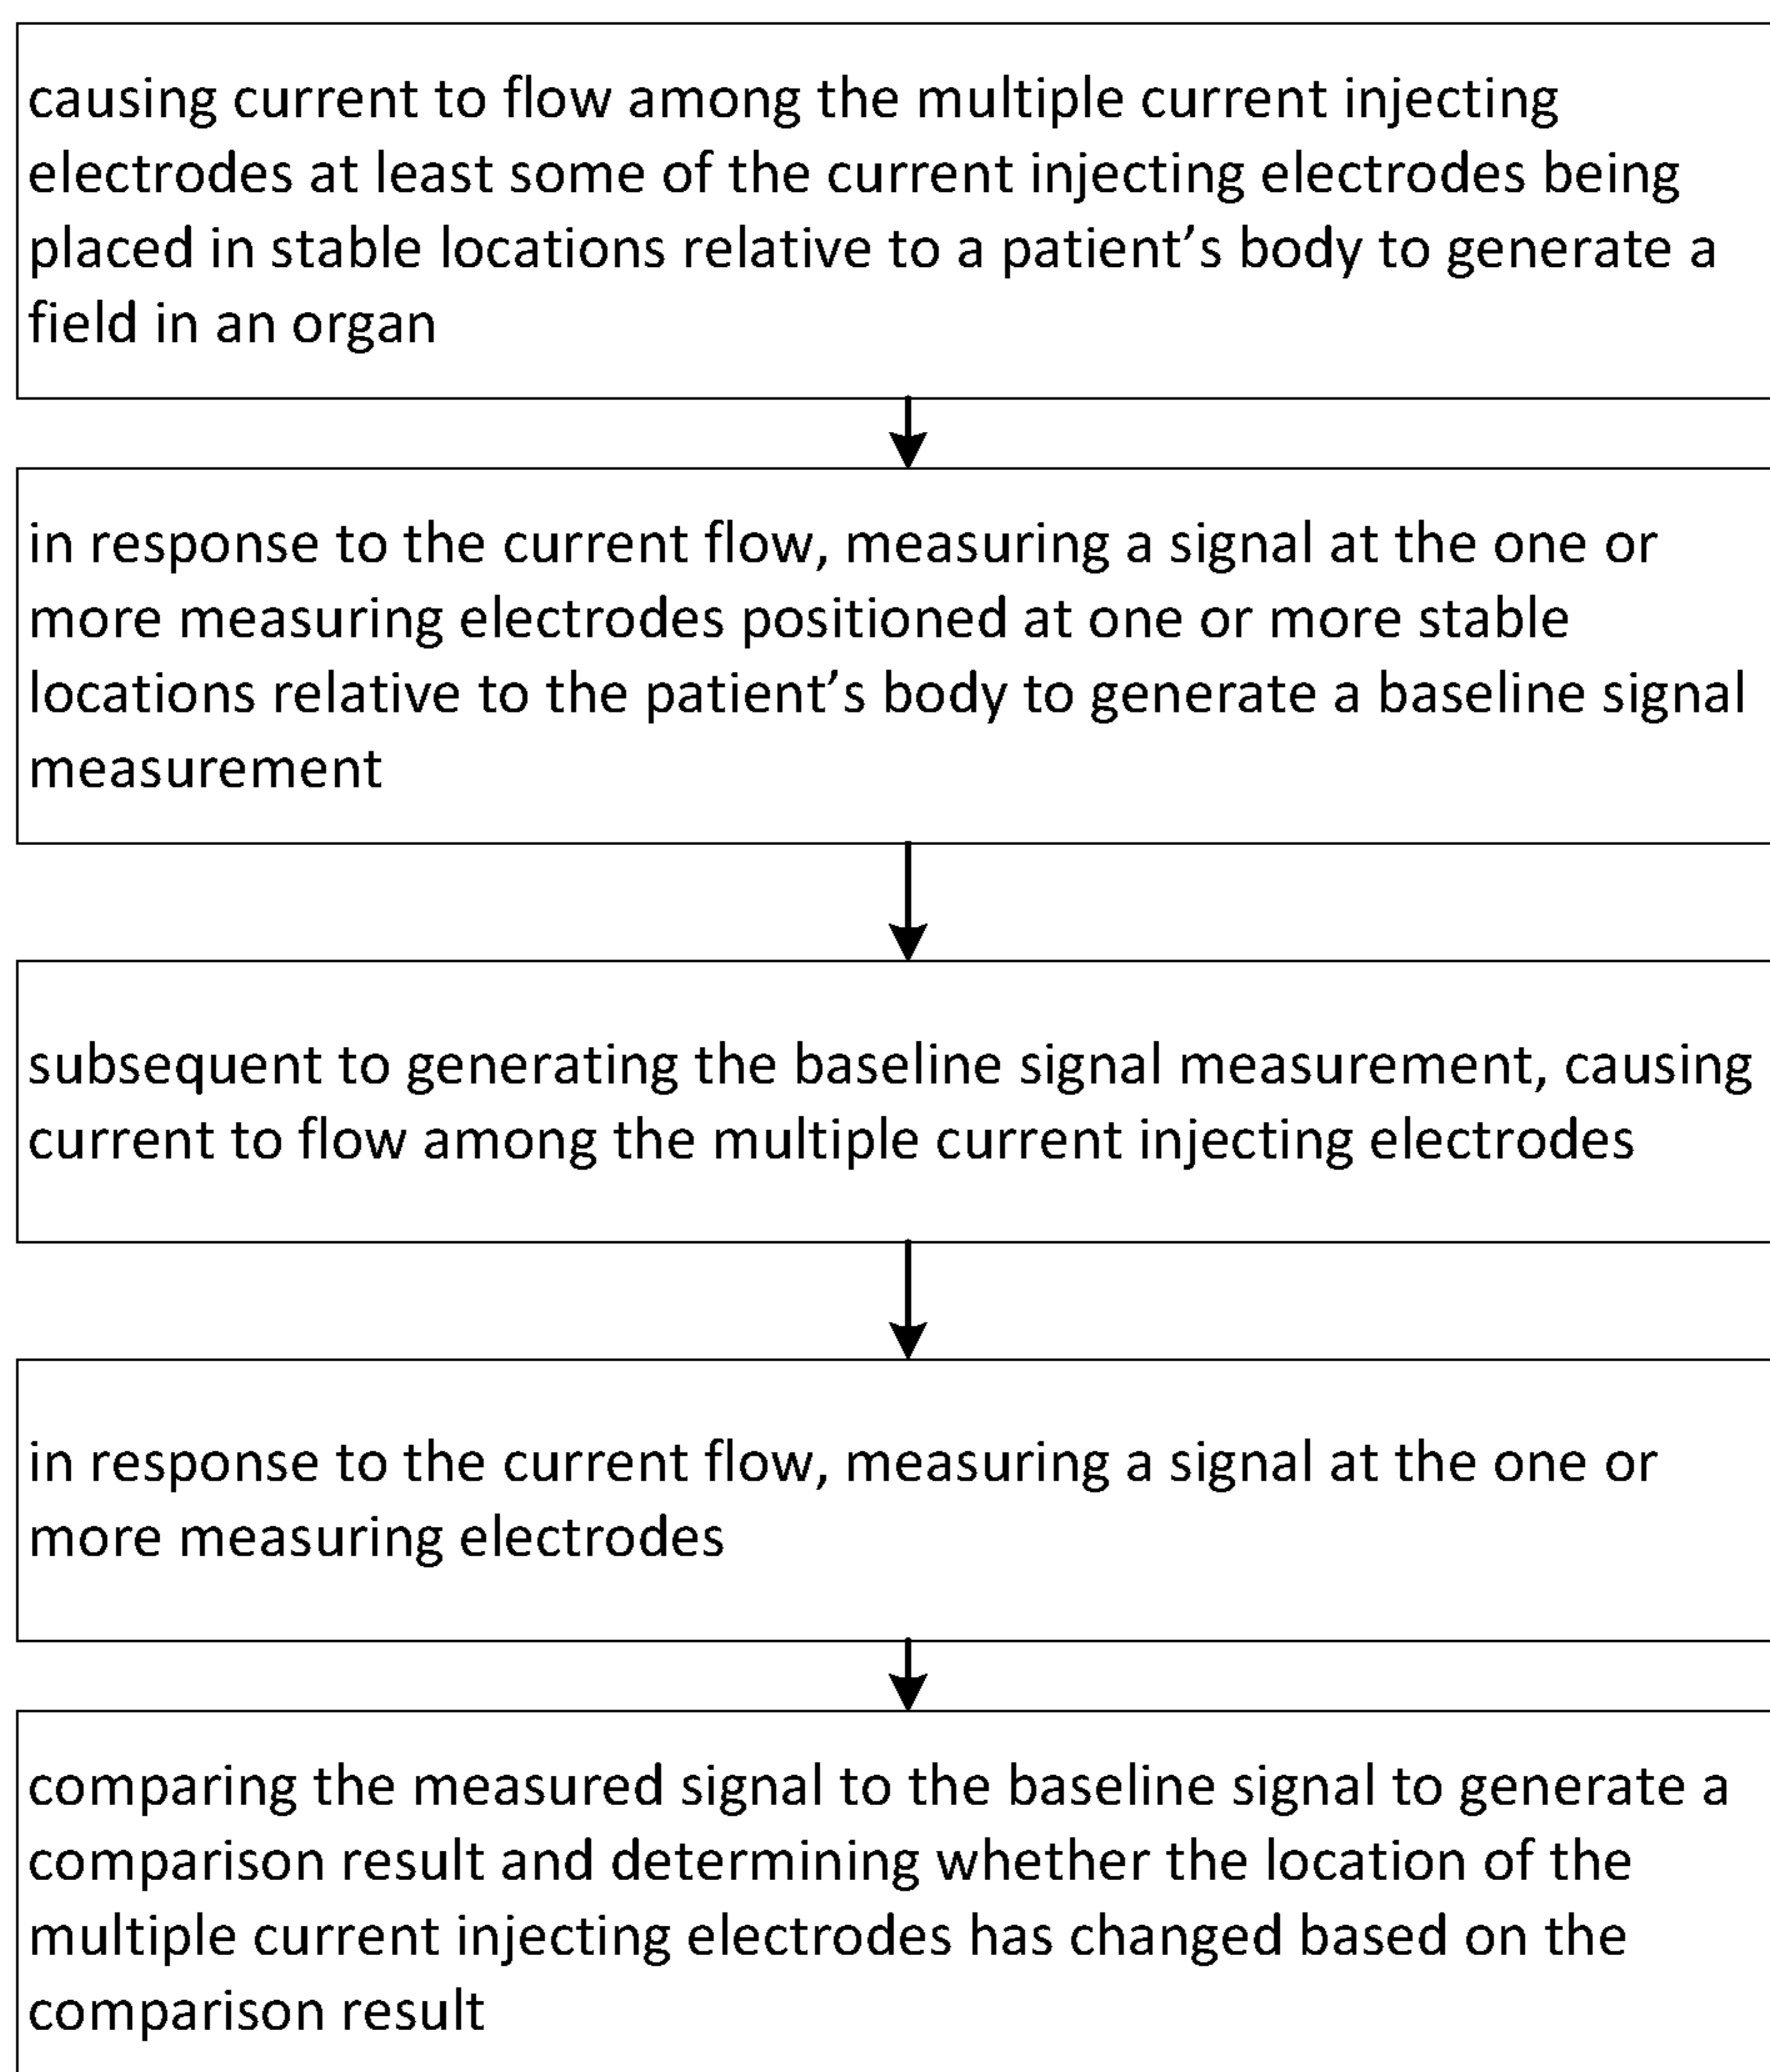 causing current to flow among the multiple current injecting
electrodes at least some of the current injecting electrodes being
placed in stable locations relative to a patient’s body to generate a
field in an organ
in response to the current flow, measuring a signal at the one or
more measuring electrodes positioned at one or more stable
locations relative to the patient’s body to generate a baseline signal
measurement
subsequent to generating the baseline signal measurement, causing
current to flow among the multiple current injecting electrodes
in response to the current flow, measuring a signal at the one or
more measuring electrodes
comparing the measured signal to the baseline signal to generate a
comparison result and determining whether the location of the
multiple current injecting electrodes has changed based on the
comparison result